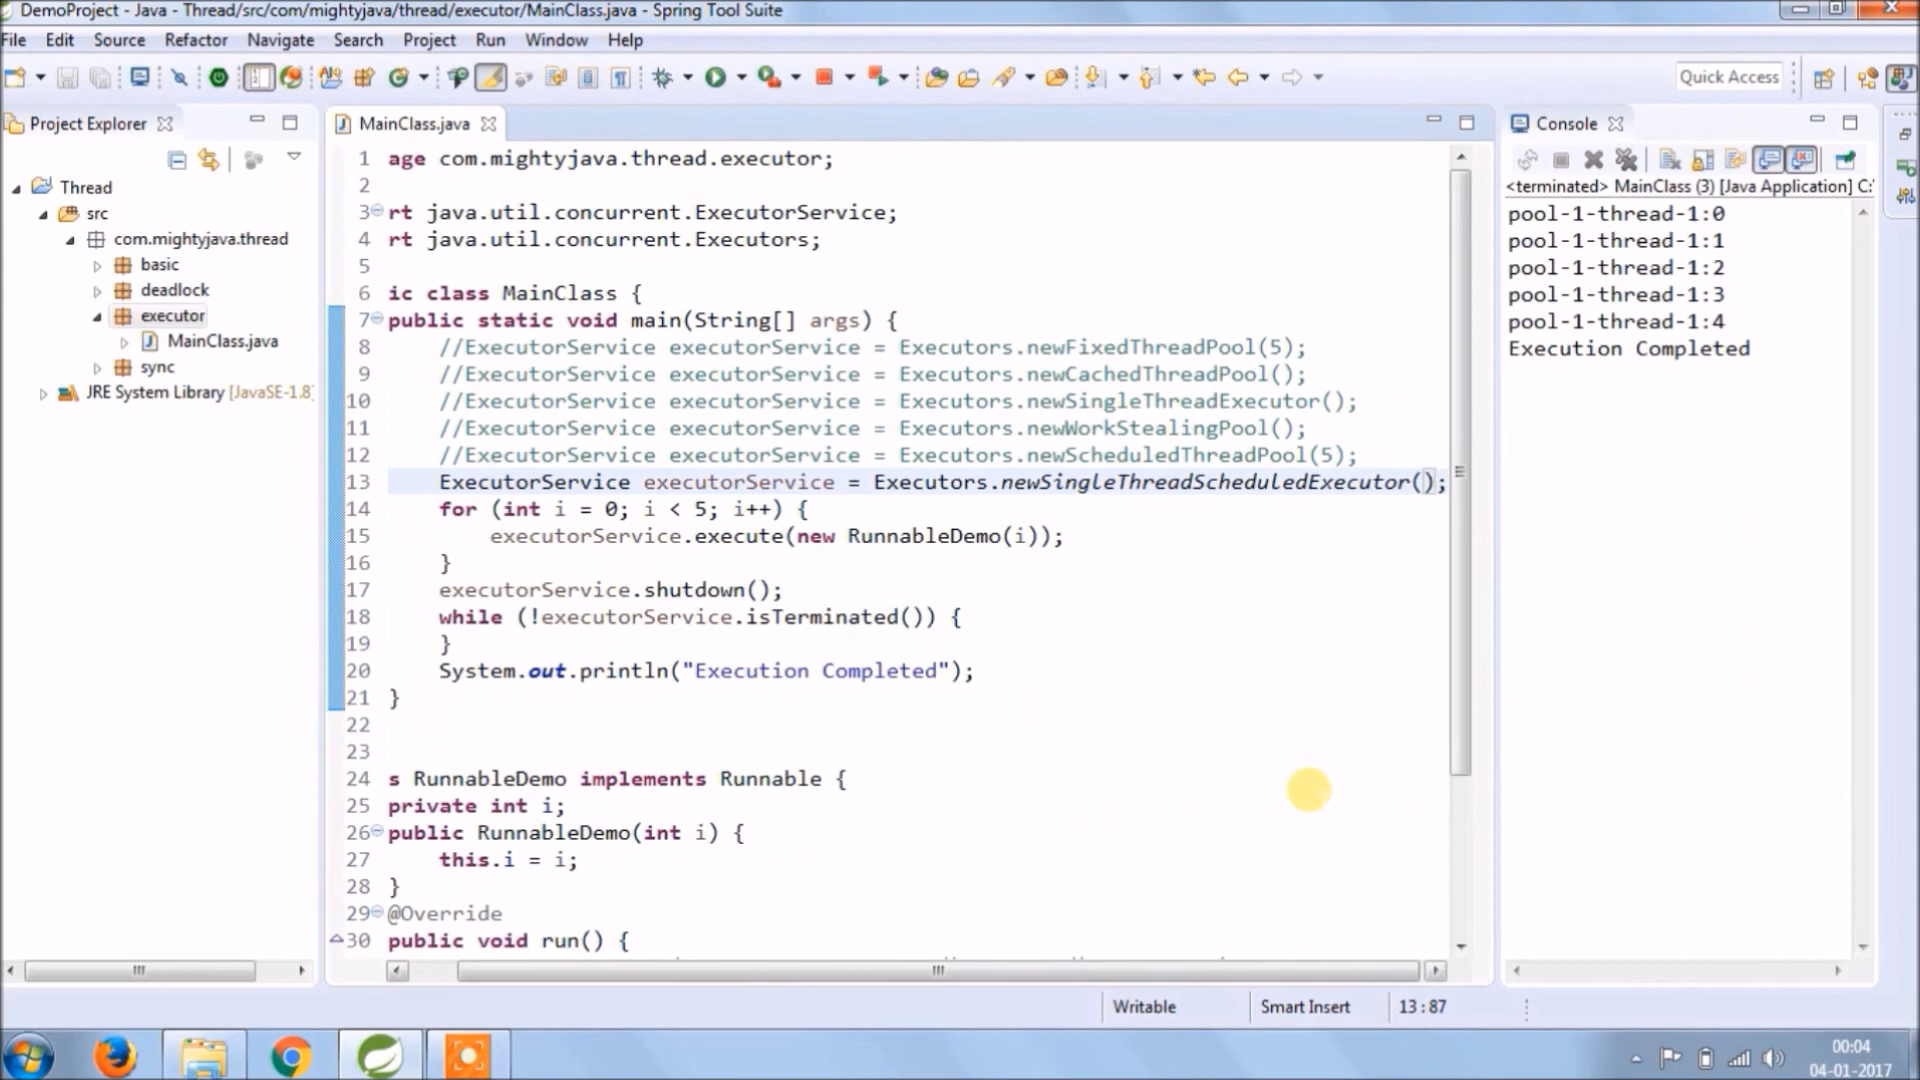 DemoProject - Java - Thread/src/com/mightyjava/thread/executor/MainClass.java - Spring Tool Suite
File Edit Source Refactor Navigate Search Project Run Window Help
Quick Access
Project Explorer
Thread
src
com.mightyjava.thread
basic
deadlock
executor
MainClass.java
sync
JRE System Library [JavaSE-1.8]
MainClass.java
1 age com.mightyjava.thread.executor;
2
3 rt java.util.concurrent.ExecutorService;
4 rt java.util.concurrent.Executors;
5
6 ic class MainClass {
7 public static void main(String[] args) {
8 //ExecutorService executorService = Executors.newFixedThreadPool(5);
9 //ExecutorService executorService = Executors.newCachedThreadPool();
10 //ExecutorService executorService = Executors.newSingleThreadExecutor();
11 //ExecutorService executorService = Executors.newWorkStealingPool();
12 //ExecutorService executorService = Executors.newScheduledThreadPool(5);
13 ExecutorService executorService = Executors.newSingleThreadScheduledExecutor();
14 for (int i = 0; i < 5; i++) {
15 executorService.execute(new RunnableDemo(i));
16 }
17 executorService.shutdown();
18 while (!executorService.isTerminated()) {
19 }
20 System.out.println("Execution Completed");
21 }
22
23
24 s RunnableDemo implements Runnable {
25 private int i;
26 public RunnableDemo(int i) {
27 this.i = i;
28 }
29 @Override
30 public void run() {
Console
<terminated> MainClass (3) [Java Application] C:
pool-1-thread-1:0
pool-1-thread-1:1
pool-1-thread-1:2
pool-1-thread-1:3
pool-1-thread-1:4
Execution Completed
Writable Smart Insert 13 : 87
00:04
04-01-2017